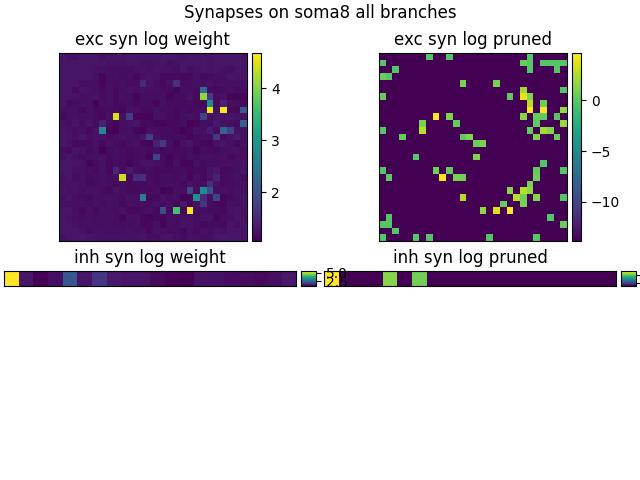 Synapses on soma8 all branches
exc syn log weight
exc syn log pruned
4
3
2
0
−5
−10
inh syn log weight
inh syn log pruned